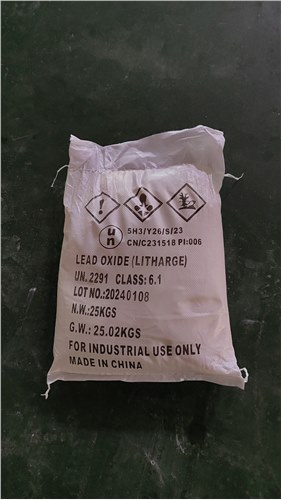 un
5H3/Y26/S/23
CN/C231518 PI:006
LEAD OXIDE(LITHARGE)
UN. 2291 CLASS: 6.1
LOT NO.:20240108
N.W.:25KGS
G.W.: 25.02KGS
FOR INDUSTRIAL USE ONLY
MADE IN CHINA